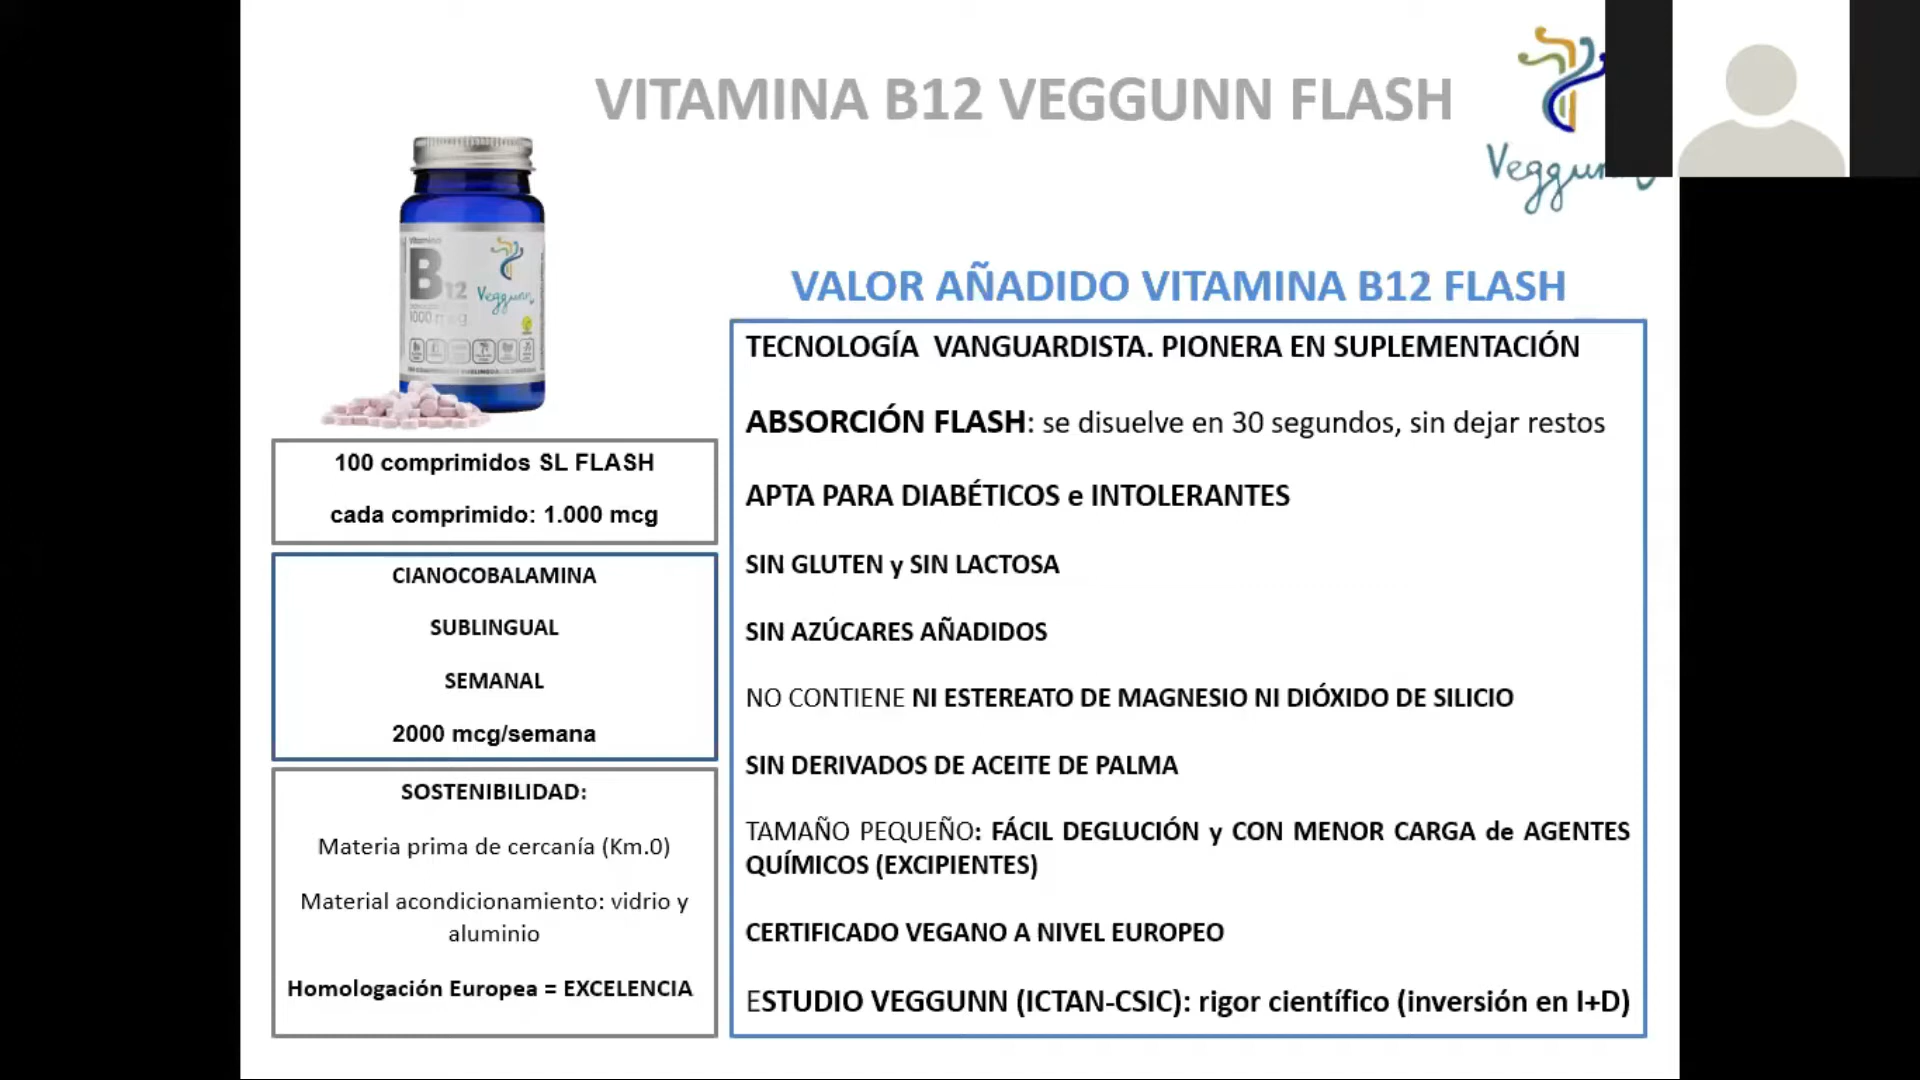 VITAMINA B12 VEGGUNN FLASH
Vitamina
B12
Veggunn
1000 mcg
VALOR AÑADIDO VITAMINA B12 FLASH
100 comprimidos SL FLASH
cada comprimido: 1.000 mcg
CIANOCOBALAMINA
SUBLINGUAL
SEMANAL
2000 mcg/semana
SOSTENIBILIDAD:
Materia prima de cercanía (Km.0)
Material acondicionamiento: vidrio y
aluminio
Homologación Europea = EXCELENCIA
TECNOLOGÍA VANGUARDISTA. PIONERA EN SUPLEMENTACIÓN
ABSORCIÓN FLASH: se disuelve en 30 segundos, sin dejar restos
APTA PARA DIABÉTICOS e INTOLERANTES
SIN GLUTEN y SIN LACTOSA
SIN AZÚCARES AÑADIDOS
NO CONTIENE NI ESTEREATO DE MAGNESIO NI DIÓXIDO DE SILICIO
SIN DERIVADOS DE ACEITE DE PALMA
TAMAÑO PEQUEÑO: FÁCIL DEGLUCIÓN y CON MENOR CARGA de AGENTES
QUÍMICOS (EXCIPIENTES)
CERTIFICADO VEGANO A NIVEL EUROPEO
ESTUDIO VEGGUNN (ICTAN-CSIC): rigor científico (inversión en I+D)